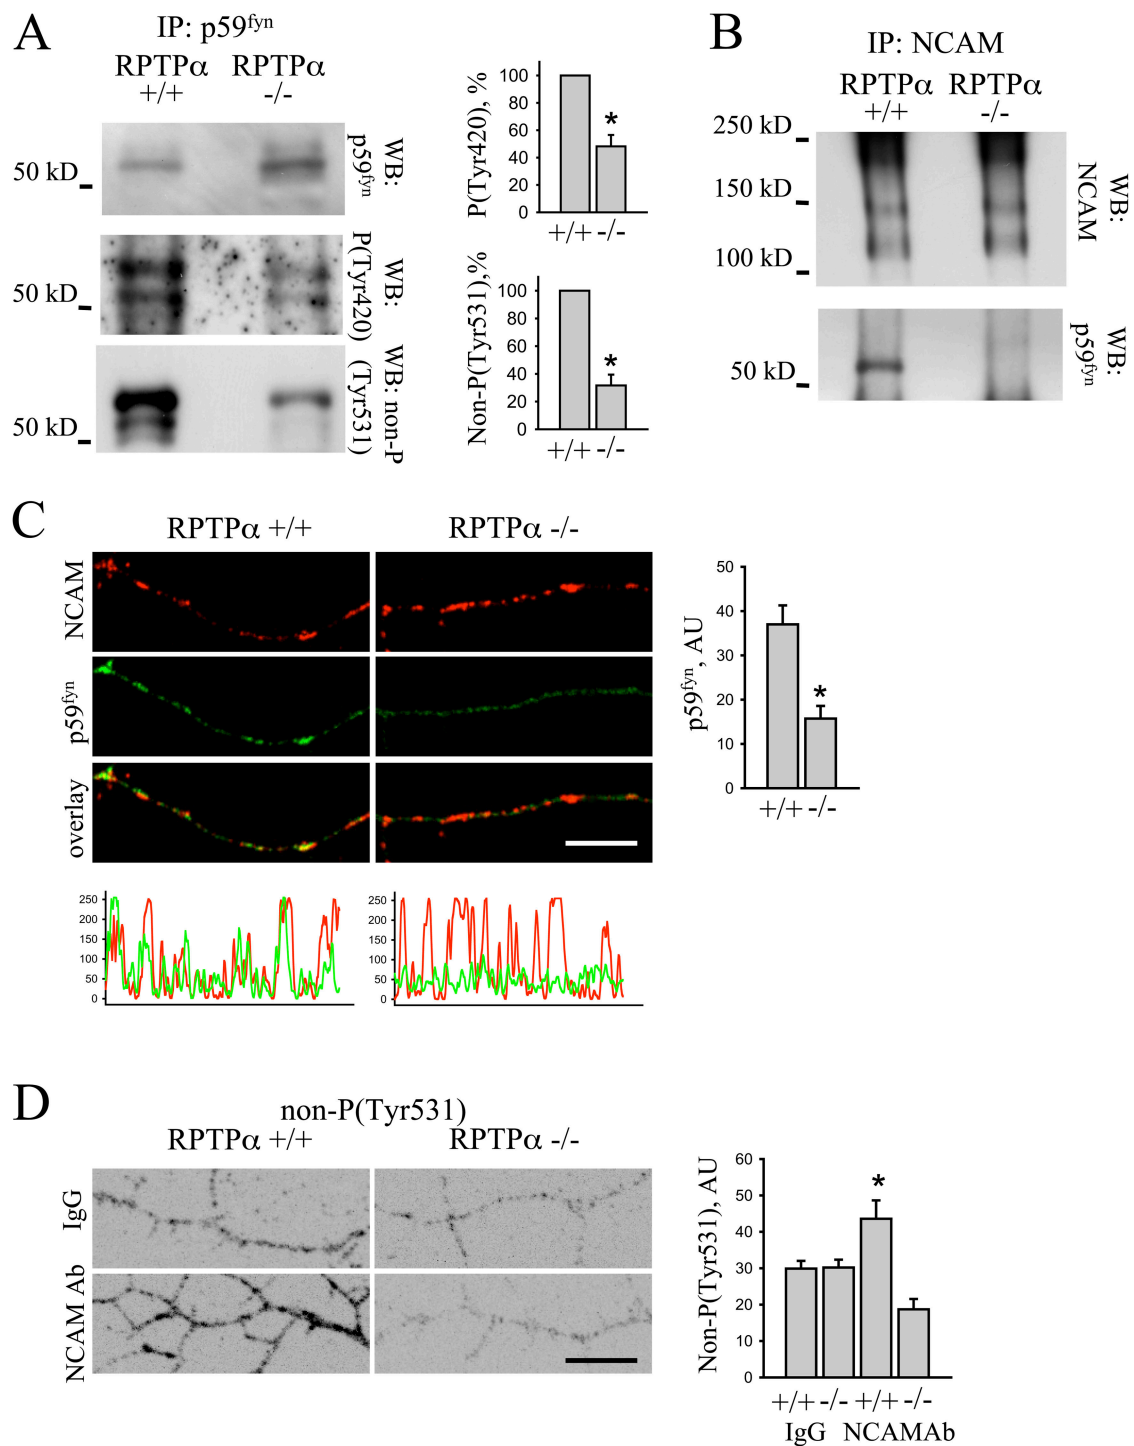 A
IP: p59fyn
RPTPα RPTPα
+/+ -/-
50 kD
WB:
p59fyn
50 kD
WB:
P(Tyr420)
50 kD
WB: non-P
(Tyr531)
P(Tyr420), %
100
80
60
40
20
0
*
+/+ -/-
Non-P(Tyr531),%
100
80
60
40
20
0
*
+/+ -/-
B
IP: NCAM
RPTPα RPTPα
+/+ -/-
250 kD
150 kD
100 kD
WB:
NCAM
50 kD
WB:
p59fyn
C
RPTPα +/+ RPTPα -/-
NCAM
p59fyn
overlay
250
200
150
100
50
0
250
200
150
100
50
0
p59fyn, AU
50
40
30
20
10
0
*
+/+ -/-
D
non-P(Tyr531)
RPTPα +/+ RPTPα -/-
IgG
NCAM Ab
Non-P(Tyr531), AU
60
50
40
30
20
10
0
*
+/+ -/- +/+ -/-
IgG NCAMAb